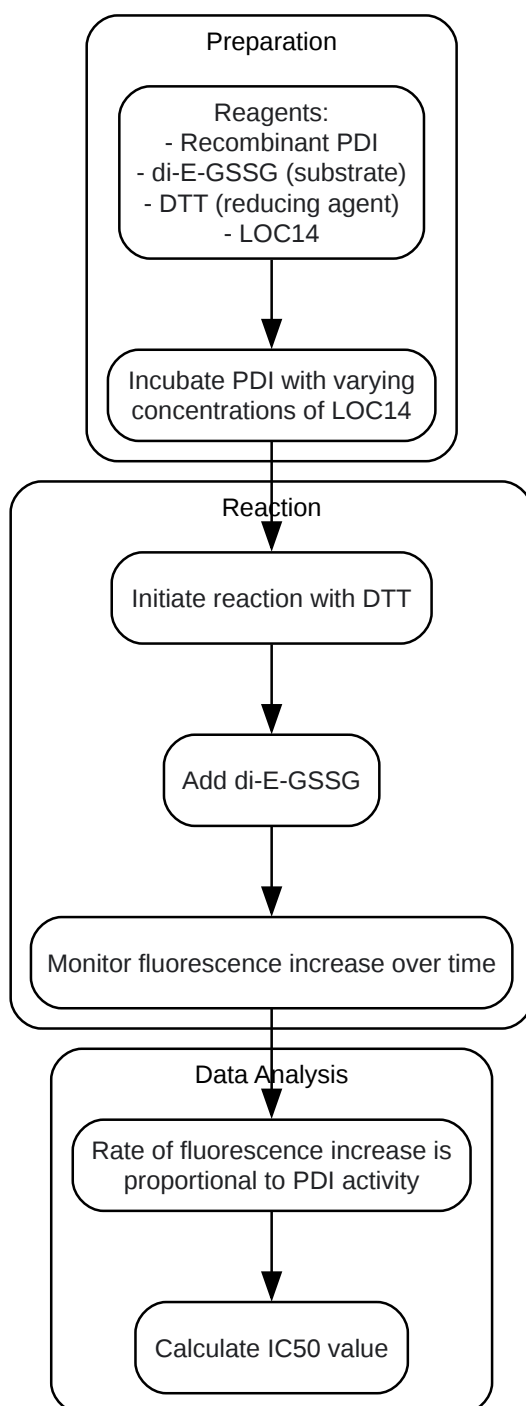 Preparation
Reagents:
- Recombinant PDI
- di-E-GSSG (substrate)
- DTT (reducing agent)
- LOC14
Incubate PDI with varying
concentrations of LOC14
Reaction
Initiate reaction with DTT
Add di-E-GSSG
Monitor fluorescence increase over time
Data Analysis
Rate of fluorescence increase is
proportional to PDI activity
Calculate IC50 value